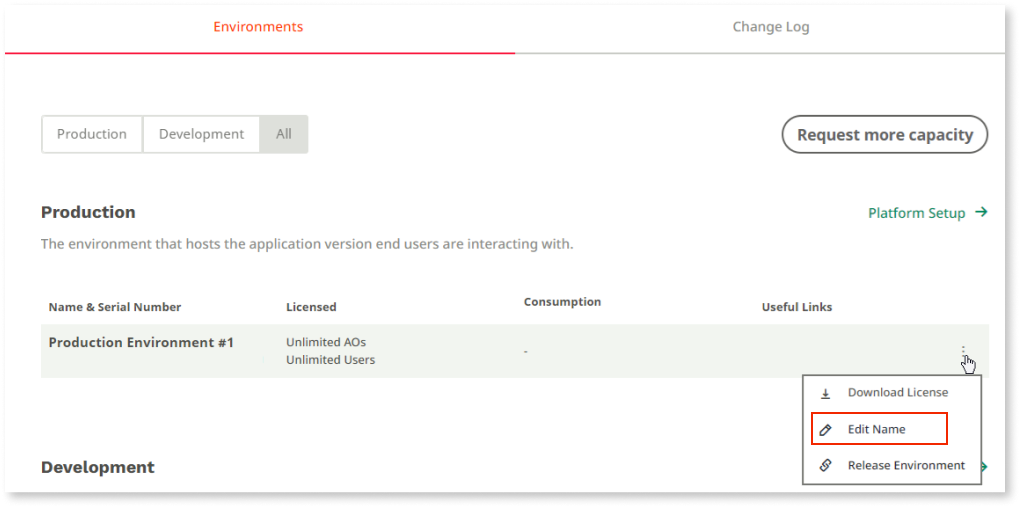 Environments
Change Log
Production
Development
All
Request more capacity
Production
Platform Setup
The environment that hosts the application version end users are interacting with.
Name & Serial Number
Licensed
Consumption
Useful Links
Production Environment #1
Unlimited AOs
Unlimited Users
-
Download License
Edit Name
Release Environment
Development